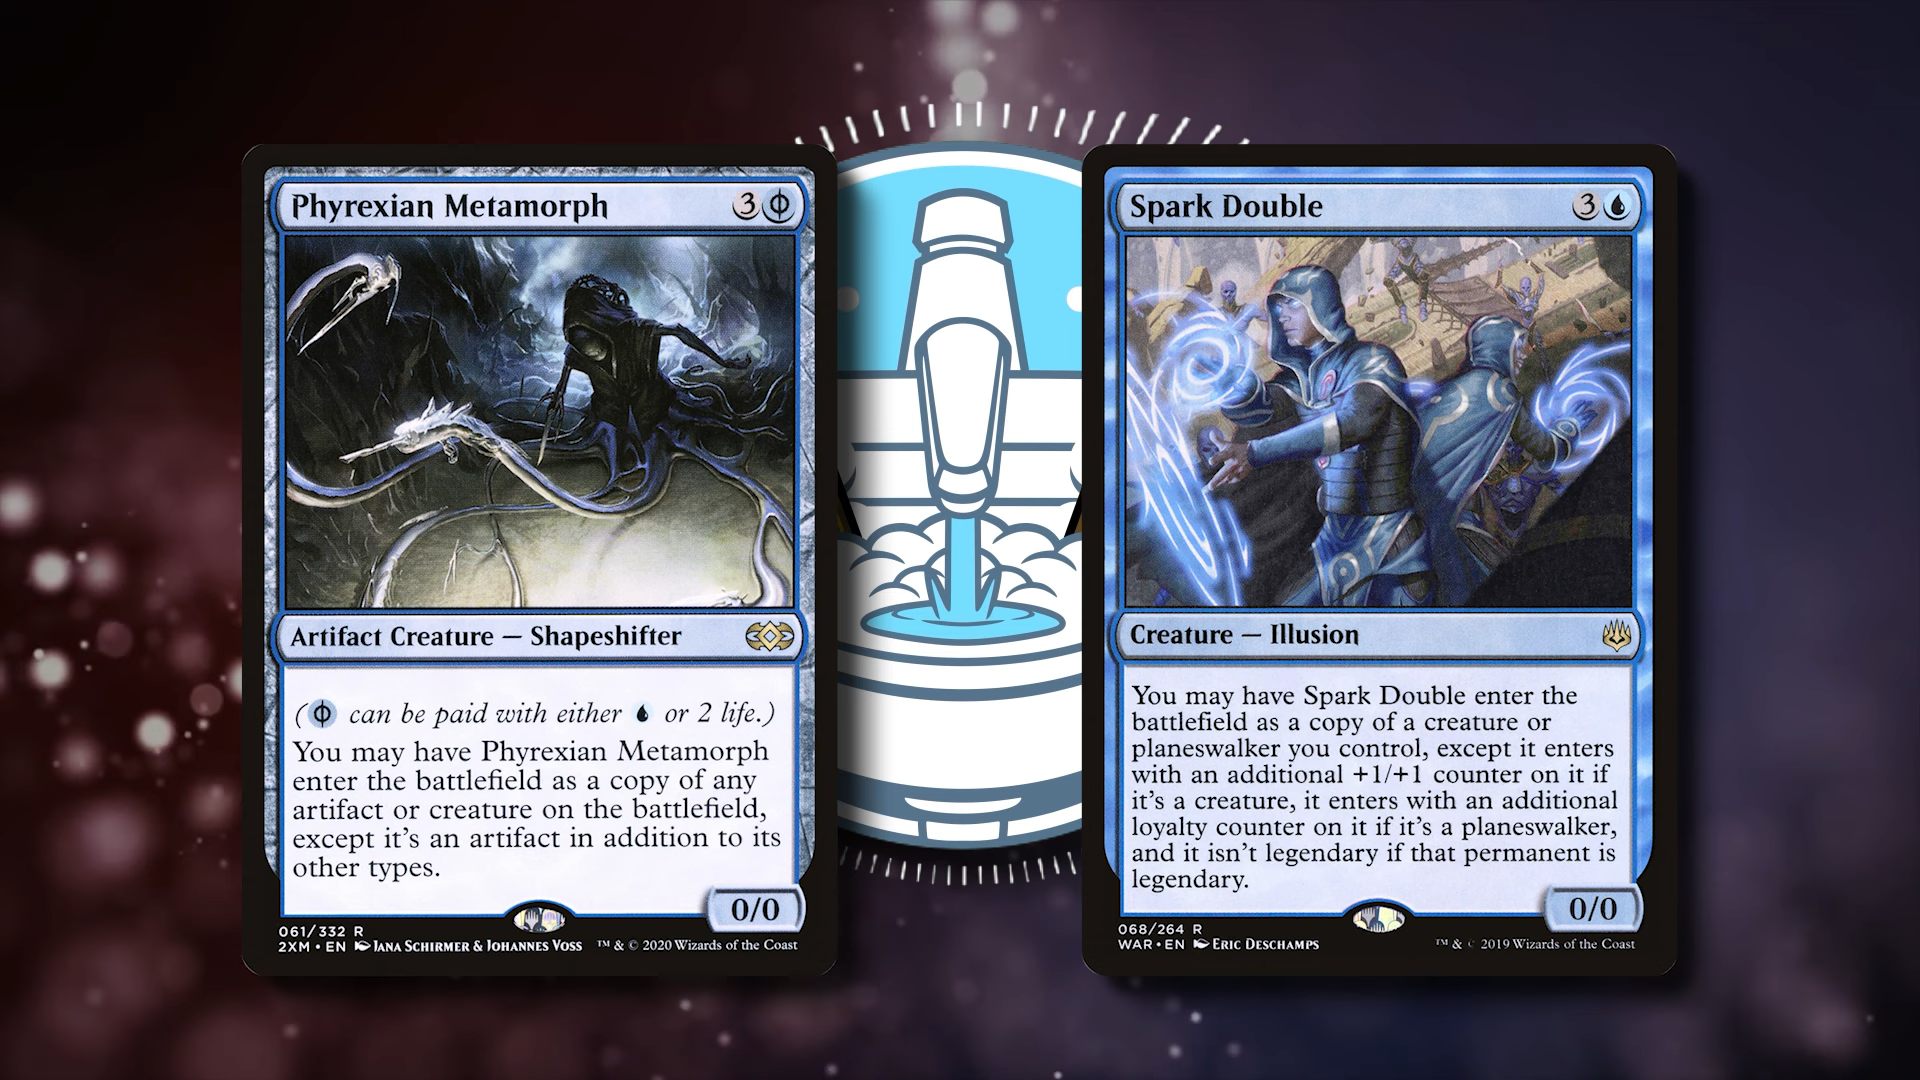 Phyrexian Metamorph 3
Artifact Creature — Shapeshifter
( can be paid with either or 2 life.)
You may have Phyrexian Metamorph
enter the battlefield as a copy of any
artifact or creature on the battlefield,
except it's an artifact in addition to its
other types.
0/0
061/332 R
2XM • EN Jana Schirmer & Johannes Voss ™ & © 2020 Wizards of the Coast
Spark Double 3
Creature — Illusion
You may have Spark Double enter the
battlefield as a copy of a creature or
planeswalker you control, except it enters
with an additional +1/+1 counter on it if
it's a creature, it enters with an additional
loyalty counter on it if it's a planeswalker,
and it isn't legendary if that permanent is
legendary.
0/0
068/264 R
WAR • EN Eric Deschamps ™ & © 2019 Wizards of the Coast